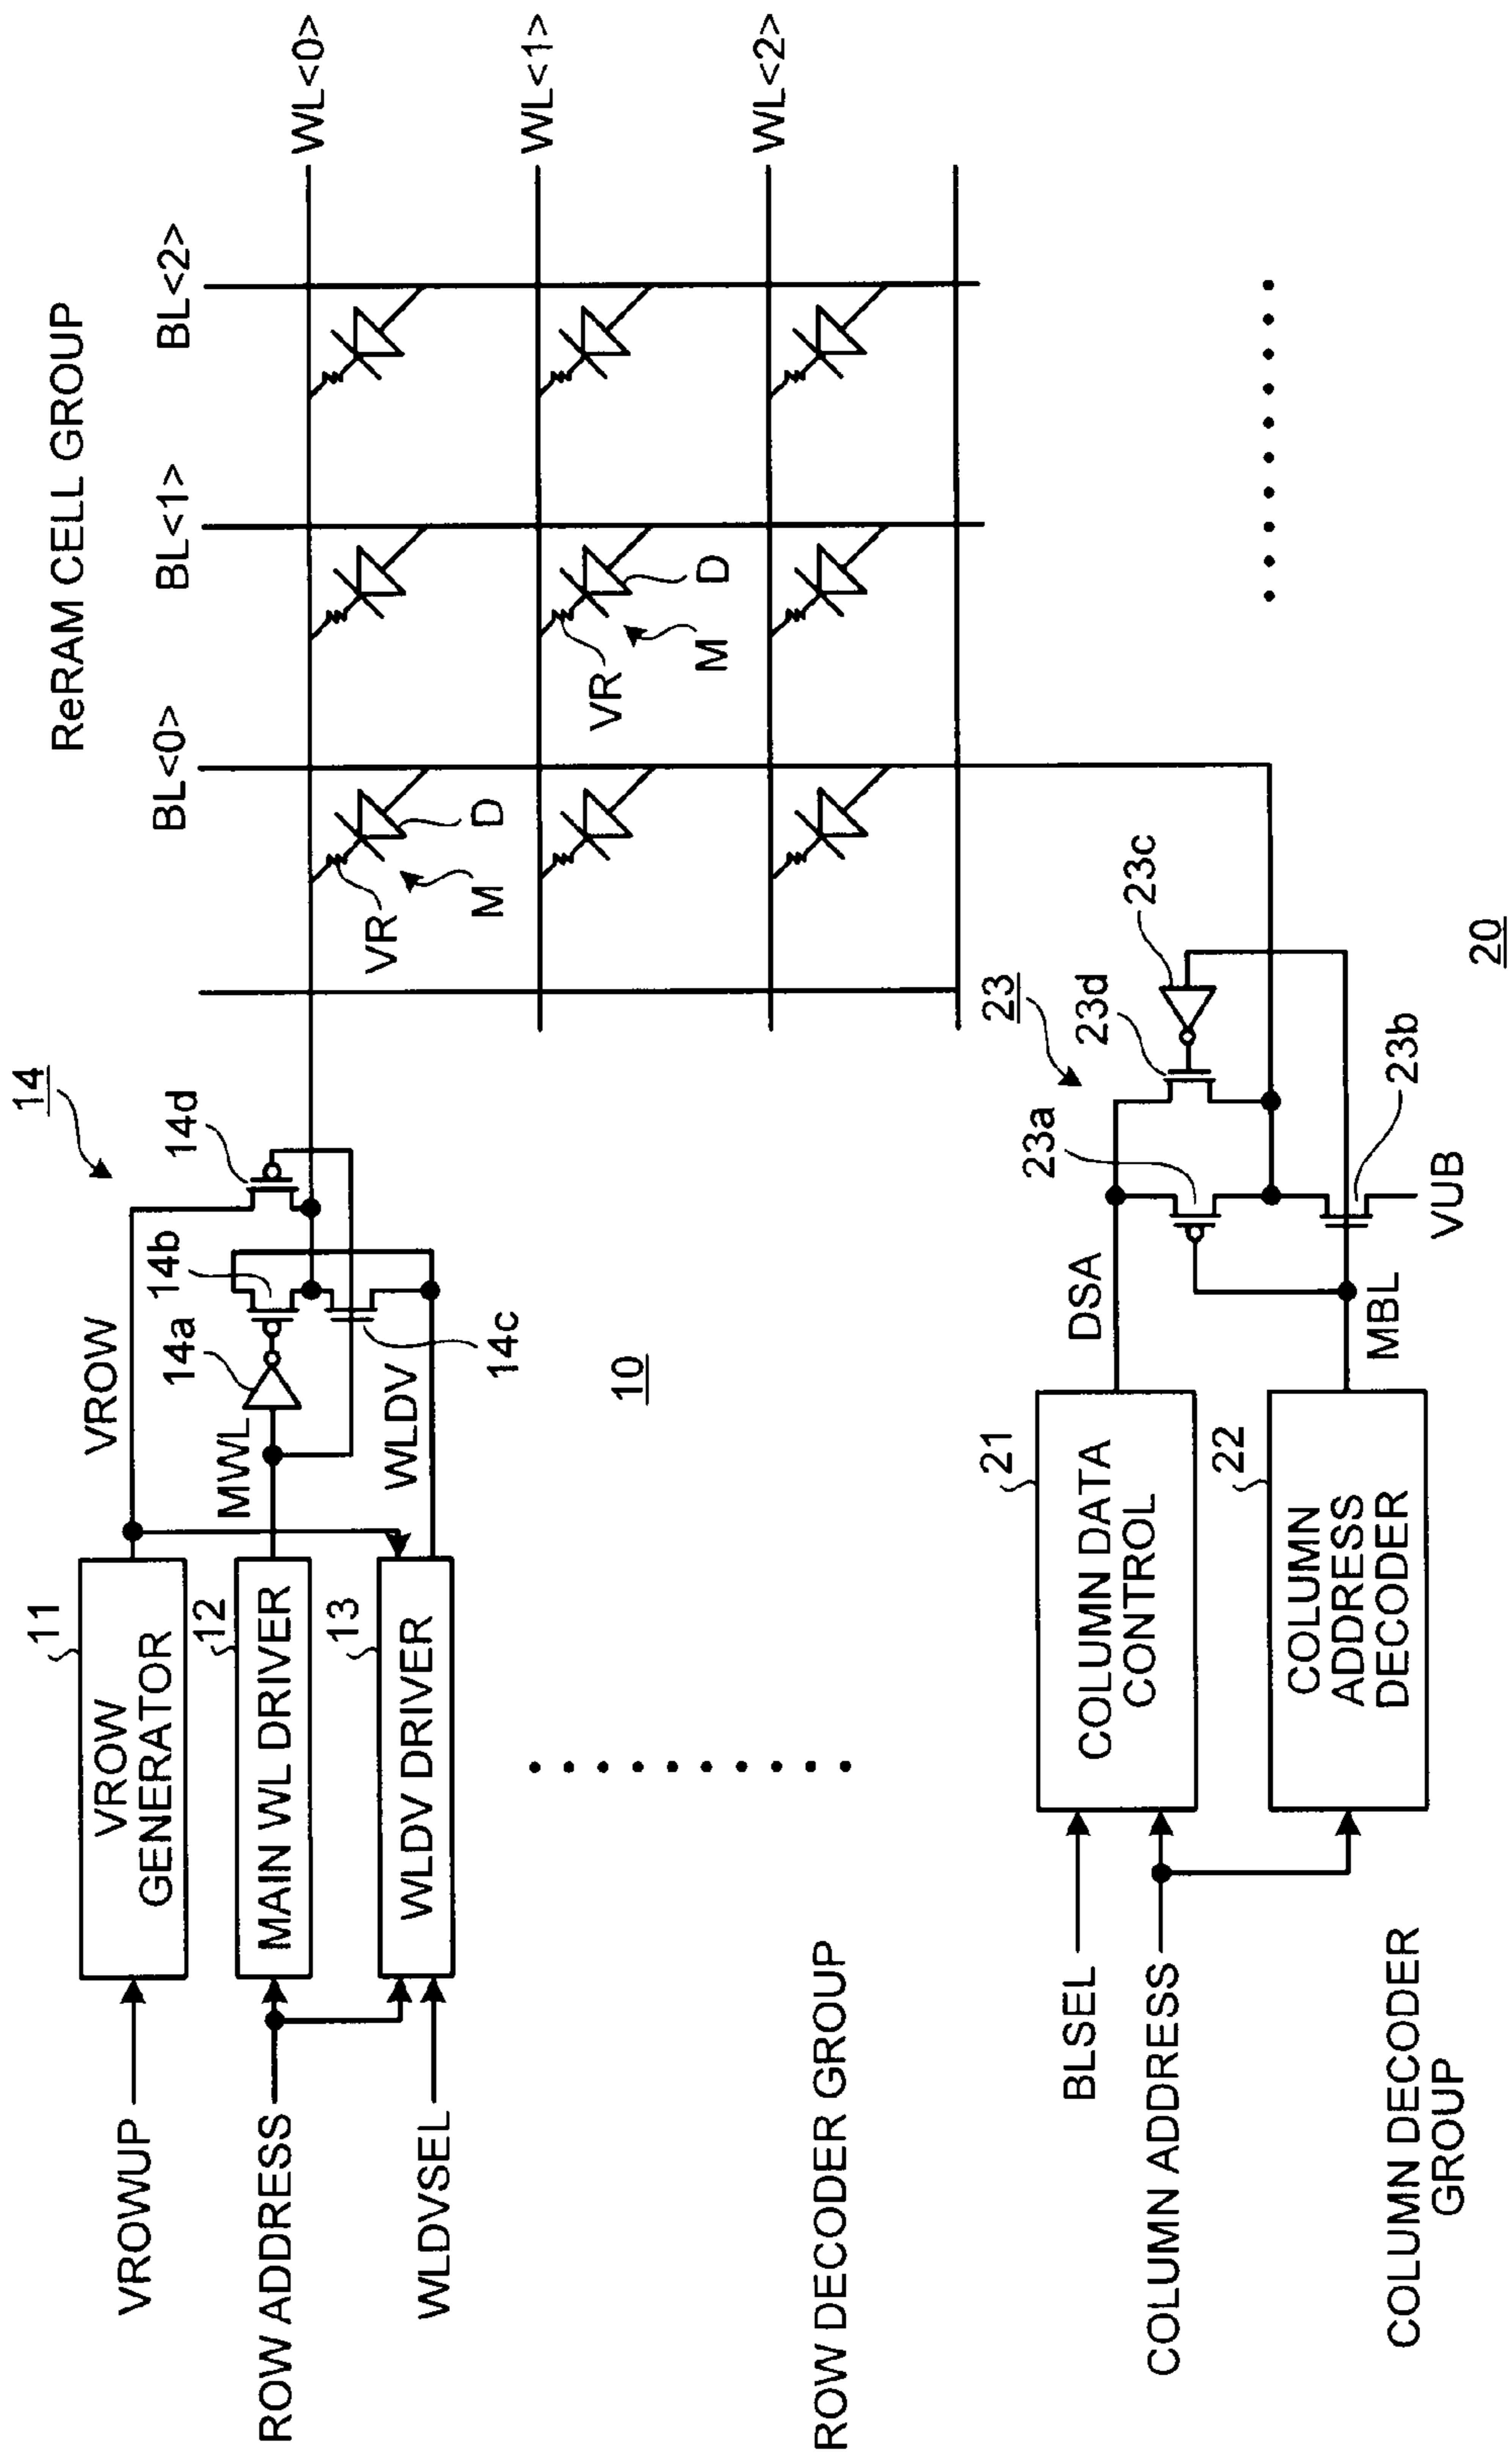 ReRAM CELL GROUP
BL<0>
BL<1>
BL<2>
WL<0>
WL<1>
WL<2>
VR
M
D
VR
M
D
14
VROW
14d
14b
14a
MWL
14c
WLDV
10
VROWUP
11
VROW
GENERATOR
ROW ADDRESS
12
MAIN WL DRIVER
WLDVSEL
13
WLDV DRIVER
ROW DECODER GROUP
BLSEL
COLUMN ADDRESS
21
COLUMN DATA
CONTROL
22
COLUMN
ADDRESS
DECODER
DSA
MBL
23
23a
23d
23c
23b
VUB
20
COLUMN DECODER
GROUP